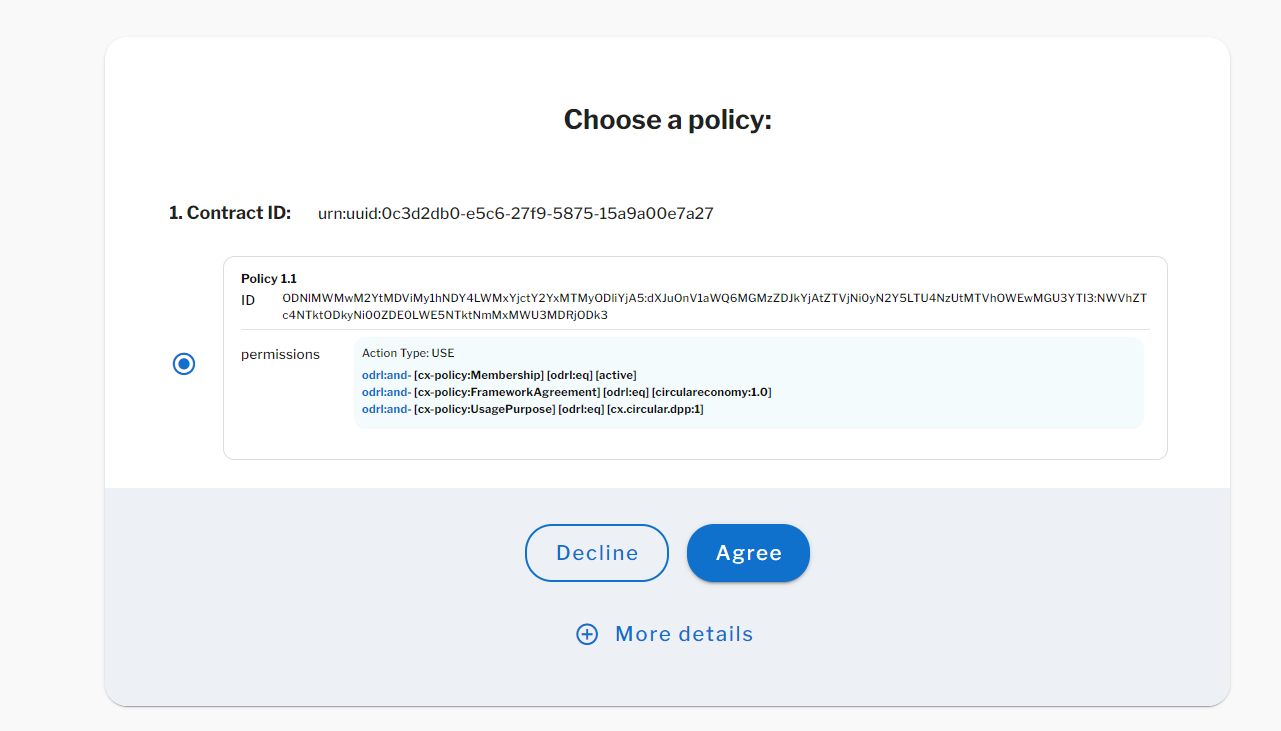 Choose a policy:
1. Contract ID: urn:uuid:0c3d2db0-e5c6-27f9-5875-15a9a00e7a27
Policy 1.1
ID ODNlMWMwM2YtMDViMy1hNDY4LWMxYjctY2YxMTMyODliYjA5:dXJuOnV1aWQ6MGMzZDJkYjAtZTVjNi0yN2Y5LTU4NzUtMTVhOWEwMGU3YTI3:NWVhZT
c4NTktODkyNi00ZDE0LWE5NTktNmMxMWU3MDRjODk3
permissions
Action Type: USE
odrl:and- [cx-policy:Membership] [odrl:eq] [active]
odrl:and- [cx-policy:FrameworkAgreement] [odrl:eq] [circulareconomy:1.0]
odrl:and- [cx-policy:UsagePurpose] [odrl:eq] [cx.circular.dpp:1]
Decline
Agree
More details